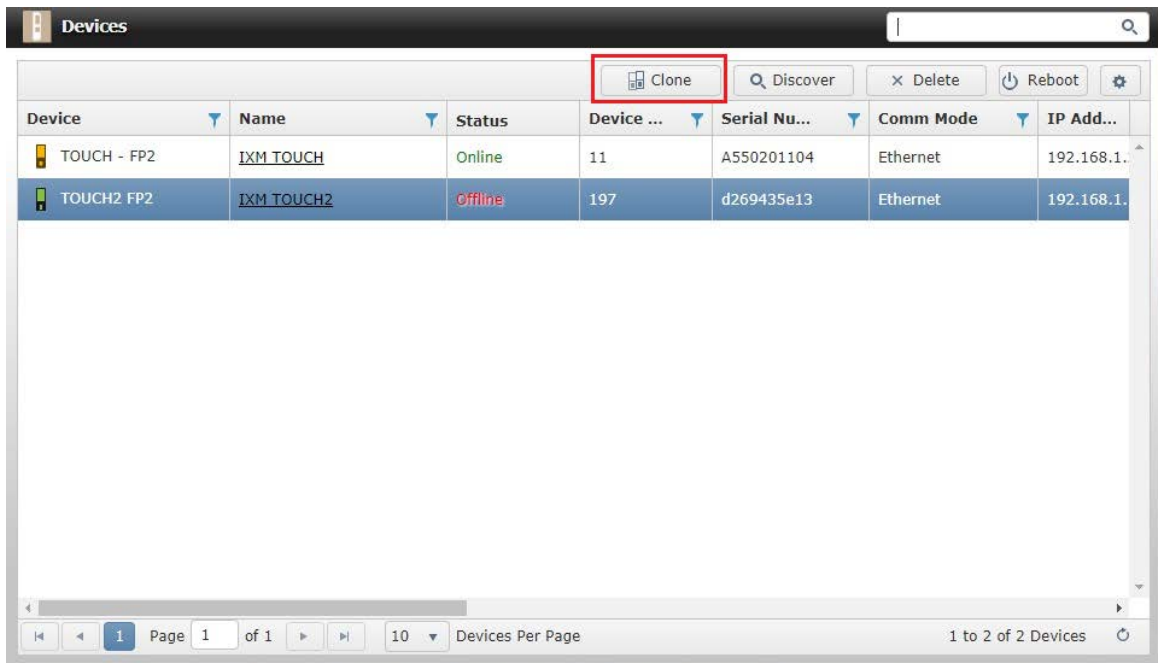 Devices
Clone Discover Delete Reboot
Device Name Status Device ... Serial Nu... Comm Mode IP Add...
TOUCH - FP2 IXM TOUCH Online 11 A550201104 Ethernet 192.168.1.
TOUCH2 FP2 IXM TOUCH2 Offline 197 d269435e13 Ethernet 192.168.1.
1 Page 1 of 1 10 Devices Per Page 1 to 2 of 2 Devices